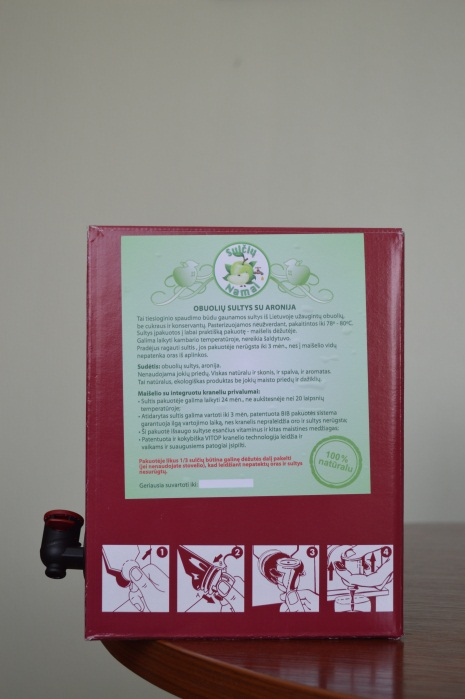 Sulčių
Namai
OBUOLIŲ SULTYS SU ARONIJA
Tai tiesioginio spaudimo būdu gaunamos sultys iš Lietuvoje užaugintų obuolių,
be cukraus ir konservantų. Pasterizuojamos neužverdant, pakaitintos iki 78º - 80ºC.
Sultys įpakuotos į labai praktišką pakuotę - maišelis dėžutėje.
Galima laikyti kambario temperatūroje, nereikia šaldytuvo.
Pradėjus ragauti sultis, jos pakuotėje nerūgsta iki 3 mėn., nes į maišelio vidų
nepatenka oras iš aplinkos.
Sudėtis: obuolių sultys, aronija.
Nenaudojama jokių priedų. Viskas natūralu ir skonis, ir spalva, ir aromatas.
Tai natūralus, ekologiškas produktas be jokių maisto priedų ir dažiklių.
Maišelio su integruotu kraneliu privalumai:
• Sultis pakuotėje galima laikyti 24 mėn., ne aukštesnėje nei 20 laipsnių
temperatūroje;
• Atidarytas sultis galima vartoti iki 3 mėn, patentuota BIB pakuotės sistema
garantuoja ilgą vartojimo laiką, nes kranelis nepraleidžia oro ir sultys nerūgsta;
• Ši pakuotė išsaugo sultyse esančius vitaminus ir kitas maistines medžiagas.
• Patentuota ir kokybiška VITOP kranelio technologija leidžia ir
vaikams ir suaugusiems patogiai įsipilti.
Pakuotėje likus 1/3 sulčių būtina galinę dėžutės dalį pakelti
(jei nenaudojate stovelio), kad leidžiant nepatektų oras ir sultys
nesurūgtų.
100%
natūralu
Geriausia suvartoti iki:
1
2
3
4